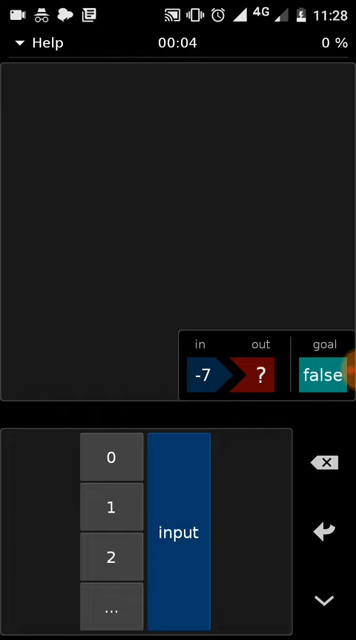 4G 11:28
Help 00:04 0 %
in out goal
-7 ? false
0
1
2
...
input